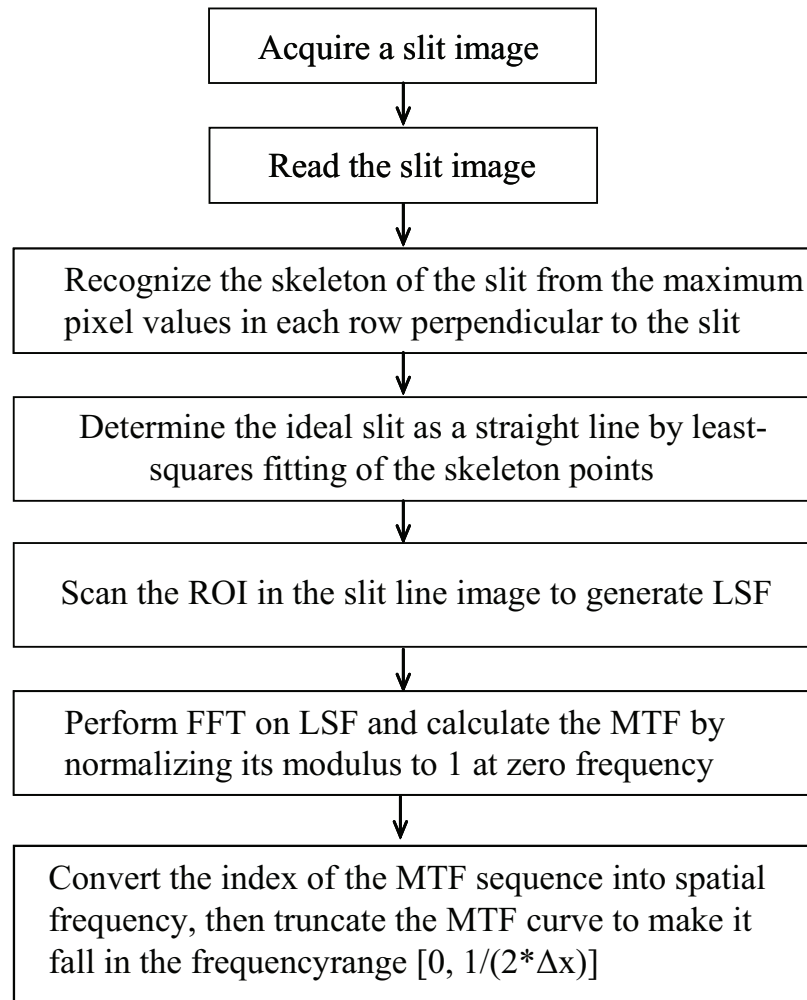 Acquire a slit image
Read the slit image
Recognize the skeleton of the slit from the maximum
pixel values in each row perpendicular to the slit
Determine the ideal slit as a straight line by least-
squares fitting of the skeleton points
Scan the ROI in the slit line image to generate LSF
Perform FFT on LSF and calculate the MTF by
normalizing its modulus to 1 at zero frequency
Convert the index of the MTF sequence into spatial
frequency, then truncate the MTF curve to make it
fall in the frequencyrange [0, 1/(2*Δx)]